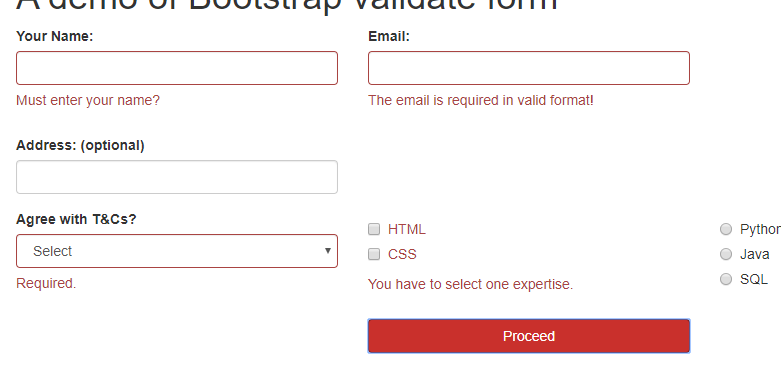 A demo of Bootstrap validate form
Your Name:
Email:
Must enter your name?
The email is required in valid format!
Address: (optional)
Agree with T&Cs?
Select
Required.
HTML
CSS
You have to select one expertise.
Java
SQL
Proceed